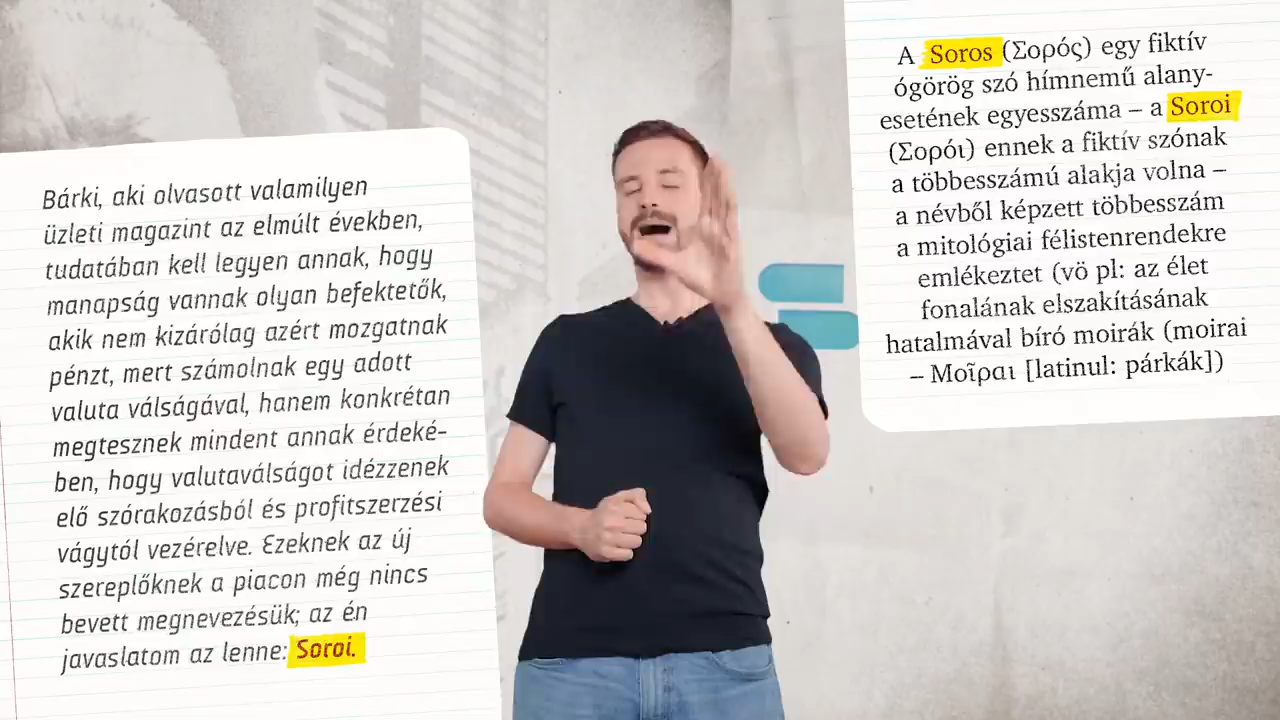 Bárki, aki olvasott valamilyen
üzleti magazint az elmúlt években,
tudatában kell legyen annak, hogy
manapság vannak olyan befektetők,
akik nem kizárólag azért mozgatnak
pénzt, mert számolnak egy adott
valuta válságával, hanem konkrétan
megtesznek mindent annak érdeké-
ben, hogy valutaválságot idézzenek
elő szórakozásból és profitszerzési
vágytól vezérelve. Ezeknek az új
szereplőknek a piacon még nincs
bevett megnevezésük; az én
javaslatom az lenne: Soroi.
A Soros (Σορός) egy fiktív
ógörög szó hímnemű alany-
esetének egyesszáma – a Soroi
(Σορόι) ennek a fiktív szónak
a többesszámú alakja volna –
a névből képzett többesszám
a mitológiai félistenrendekre
emlékeztet (vö pl: az élet
fonalának elszakításának
hatalmával bíró moirák (moirai
– Μοῖραι [latinul: párkák])